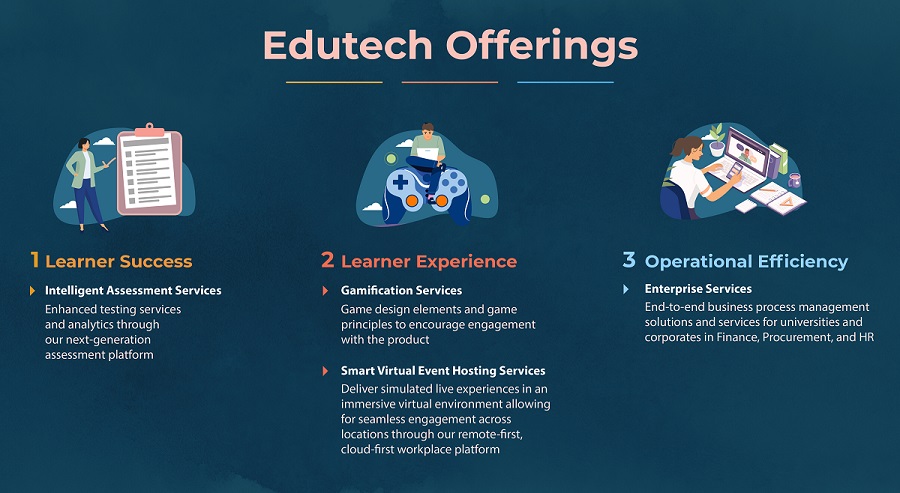 Edutech Offerings
1 Learner Success
Intelligent Assessment Services
Enhanced testing services
and analytics through
our next-generation
assessment platform
2 Learner Experience
Gamification Services
Game design elements and game
principles to encourage engagement
with the product
Smart Virtual Event Hosting Services
Deliver simulated live experiences in an
immersive virtual environment allowing
for seamless engagement across
locations through our remote-first,
cloud-first workplace platform
3 Operational Efficiency
Enterprise Services
End-to-end business process management
solutions and services for universities and
corporates in Finance, Procurement, and HR